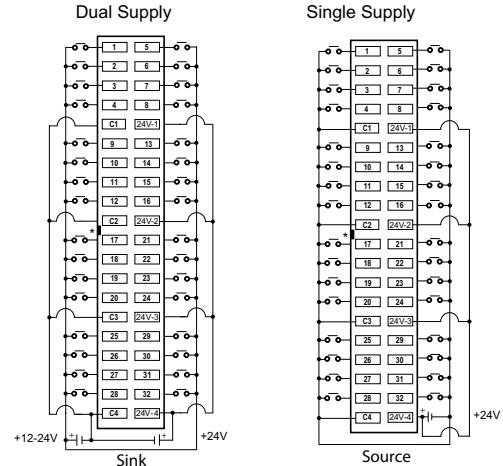 Dual Supply Single Supply
1 5 1 5
2 6 2 6
3 7 3 7
4 8 4 8
C1 24V-1 C1 24V-1
9 13 9 13
10 14 10 14
11 15 11 15
12 16 12 16
C2 24V-2 C2 24V-2
* *
17 21 17 21
18 22 18 22
19 23 19 23
20 24 20 24
C3 24V-3 C3 24V-3
25 29 25 29
26 30 26 30
27 31 27 31
28 32 28 32
C4 24V-4 C4 24V-4 +
+12-24V + + +24V +24V
Sink Source